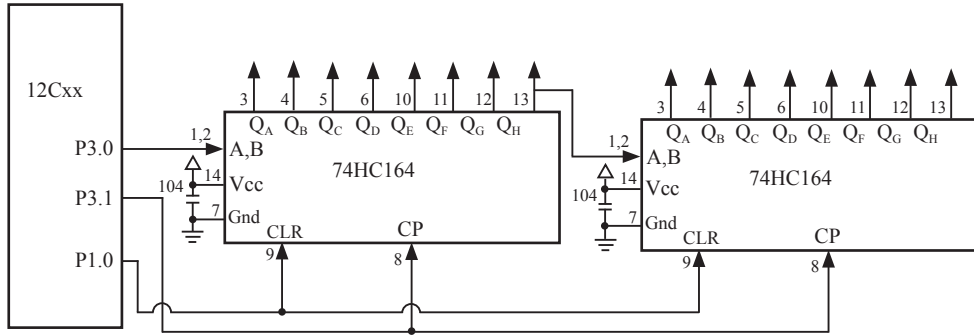 12Cxx
P3.0
P3.1
P1.0
3 4 5 6 10 11 12 13
QA QB QC QD QE QF QG QH
1,2
A,B
74HC164
14
Vcc
104
7
Gnd
CLR
CP
9
8
3 4 5 6 10 11 12 13
QA QB QC QD QE QF QG QH
1,2
A,B
74HC164
14
Vcc
104
7
Gnd
CLR
CP
9
8